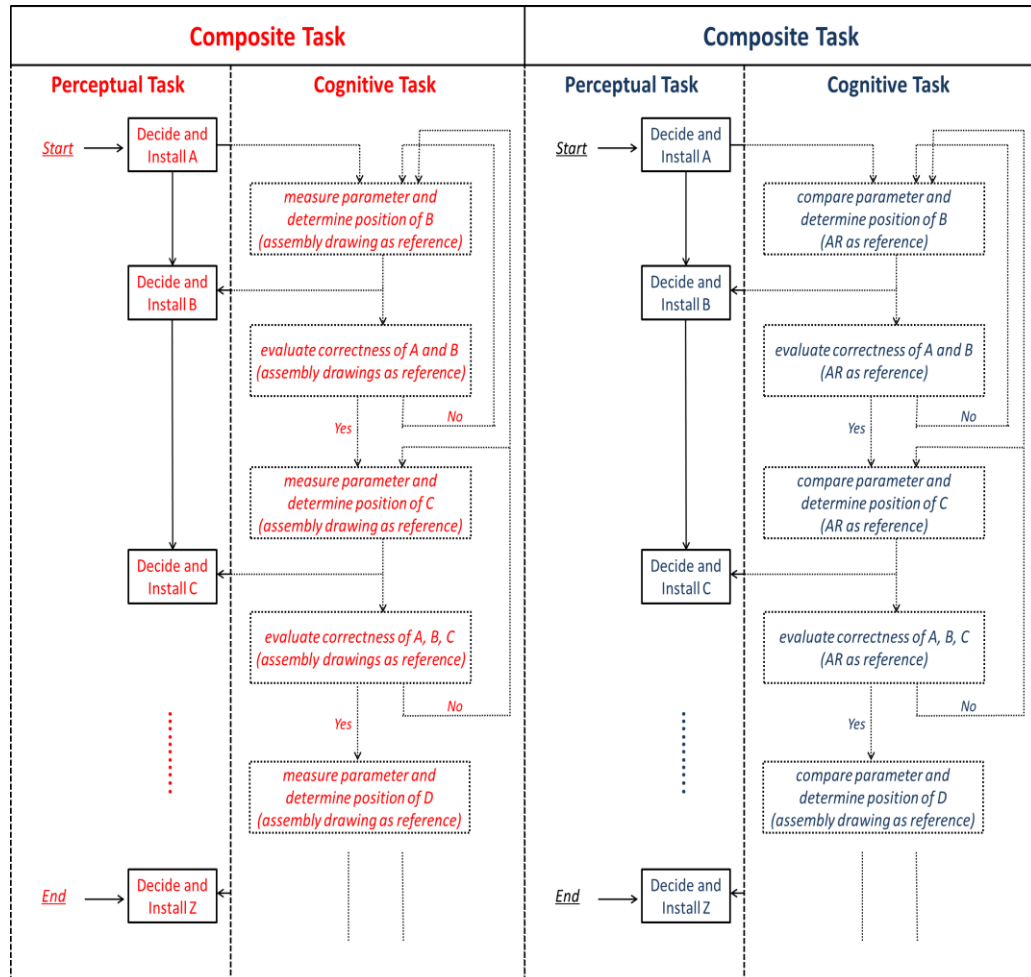 Composite Task
Perceptual Task
Cognitive Task
Start
Decide and
Install A
measure parameter and
determine position of B
(assembly drawing as reference)
Decide and
Install B
evaluate correctness of A and B
(assembly drawings as reference)
Yes
No
measure parameter and
determine position of C
(assembly drawing as reference)
Decide and
Install C
evaluate correctness of A, B, C
(assembly drawings as reference)
Yes
No
measure parameter and
determine position of D
(assembly drawing as reference)
End
Decide and
Install Z
Composite Task
Perceptual Task
Cognitive Task
Start
Decide and
Install A
compare parameter and
determine position of B
(AR as reference)
Decide and
Install B
evaluate correctness of A and B
(AR as reference)
Yes
No
compare parameter and
determine position of C
(AR as reference)
Decide and
Install C
evaluate correctness of A, B, C
(AR as reference)
Yes
No
compare parameter and
determine position of D
(assembly drawing as reference)
End
Decide and
Install Z